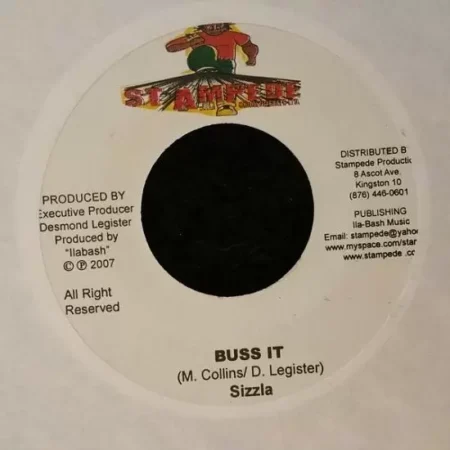 STAMPEDE
PRODUCED BY
Executive Producer
Desmond Legister
Produced by
"Ilabash"
© ℗ 2007
All Right
Reserved
DISTRIBUTED B
Stampede Productio
8 Ascot Ave.
Kingston 10
(876) 446-0601
PUBLISHING
Ila-Bash Music
Email: stampede@yahoo
www.myspace.com/star
www.stampede .co
BUSS IT
(M. Collins/ D. Legister)
Sizzla